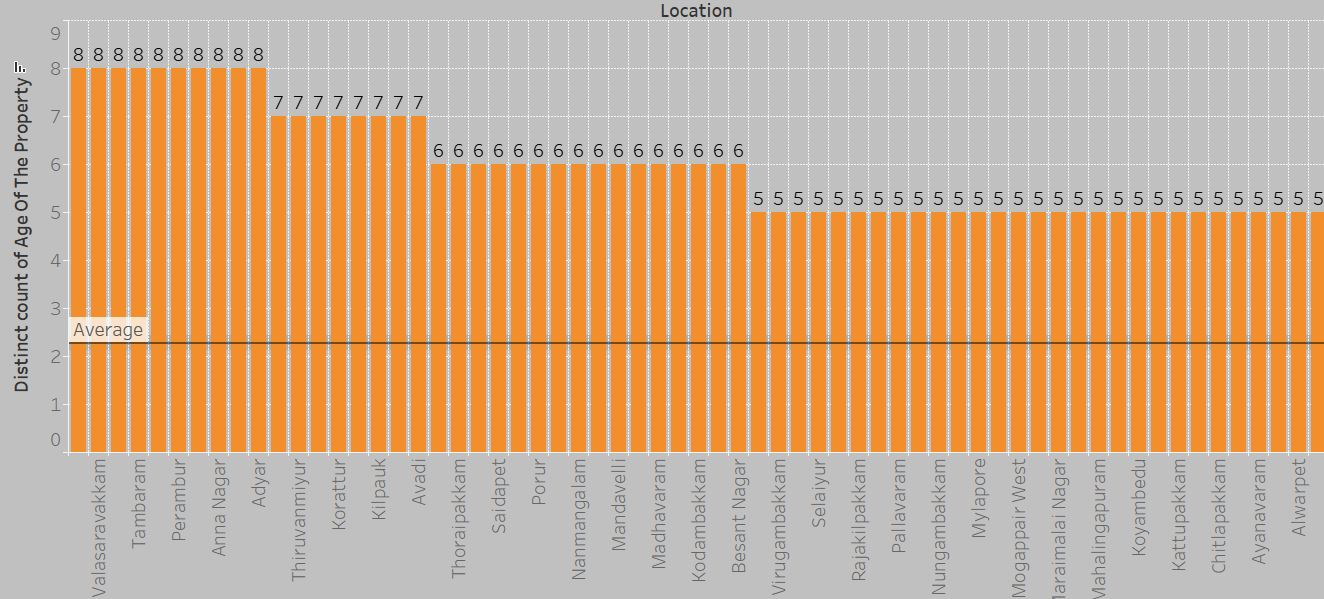 Location
Distinct count of Age Of The Property
9
8
7
6
5
4
3
2
1
0
8 8 8 8 8 8 8 8 8 8 7 7 7 7 7 7 7 7 6 6 6 6 6 6 6 6 6 6 6 6 6 6 6 6 5 5 5 5 5 5 5 5 5 5 5 5 5 5 5 5 5 5 5 5 5 5 5 5 5 5 5 5 5
Average
Valasaravakkam
Tambaram
Perambur
Anna Nagar
Adyar
Thiruvanmiyur
Korattur
Kilpauk
Avadi
Thoraipakkam
Saidapet
Porur
Nanmangalam
Mandavelli
Madhavaram
Kodambakkam
Besant Nagar
Virugambakkam
Selaiyur
Rajakilpakkam
Pallavaram
Nungambakkam
Mylapore
Mogappair West
Maraimalai Nagar
Mahalingapuram
Koyambedu
Kattupakkam
Chitlapakkam
Ayanavaram
Alwarpet